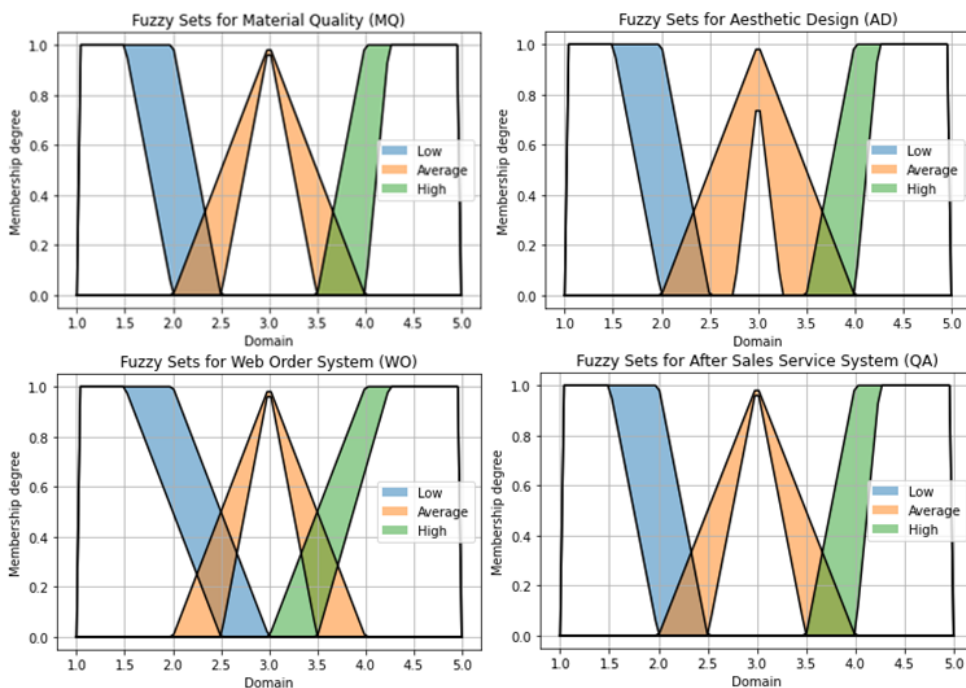 Fuzzy Sets for Material Quality (MQ)
Membership degree
1.0
0.8
0.6
0.4
0.2
0.0
Low
Average
High
1.0 1.5 2.0 2.5 3.0 3.5 4.0 4.5 5.0
Domain
Fuzzy Sets for Aesthetic Design (AD)
Membership degree
1.0
0.8
0.6
0.4
0.2
0.0
Low
Average
High
1.0 1.5 2.0 2.5 3.0 3.5 4.0 4.5 5.0
Domain
Fuzzy Sets for Web Order System (WO)
Membership degree
1.0
0.8
0.6
0.4
0.2
0.0
Low
Average
High
1.0 1.5 2.0 2.5 3.0 3.5 4.0 4.5 5.0
Domain
Fuzzy Sets for After Sales Service System (QA)
Membership degree
1.0
0.8
0.6
0.4
0.2
0.0
Low
Average
High
1.0 1.5 2.0 2.5 3.0 3.5 4.0 4.5 5.0
Domain